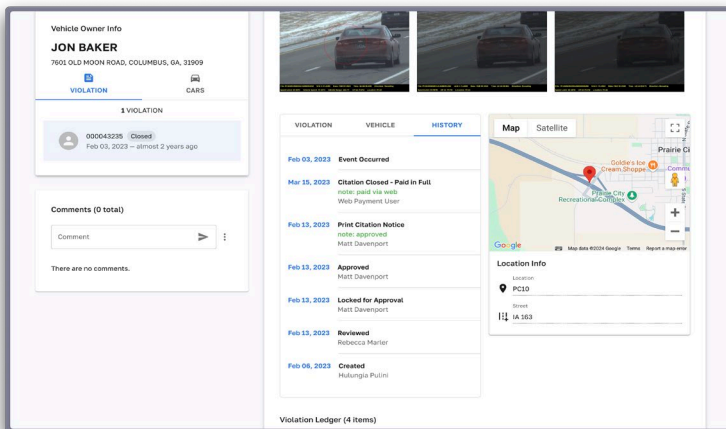 Vehicle Owner Info
JON BAKER
7601 OLD MOON ROAD, COLUMBUS, GA, 31909
VIOLATION
CARS
1 VIOLATION
000043235 Closed
Feb 03, 2023 — almost 2 years ago
Comments (0 total)
Comment
There are no comments.
VIOLATION
VEHICLE
HISTORY
Feb 03, 2023 Event Occurred
Mar 15, 2023 Citation Closed - Paid in Full
note: paid via web
Web Payment User
Feb 13, 2023 Print Citation Notice
note: approved
Matt Davenport
Feb 13, 2023 Approved
Matt Davenport
Feb 13, 2023 Locked for Approval
Matt Davenport
Feb 13, 2023 Reviewed
Rebecca Marler
Feb 06, 2023 Created
Hulungia Pulini
Violation Ledger (4 items)
Map
Satellite
Prairie Ci
Goldie's Ice
Cream Shoppe
Commu
Prairie City
Recreational Complex
Google
Map data ©2024 Google Terms Report a map error
Location Info
Location
PC10
Street
IA 163